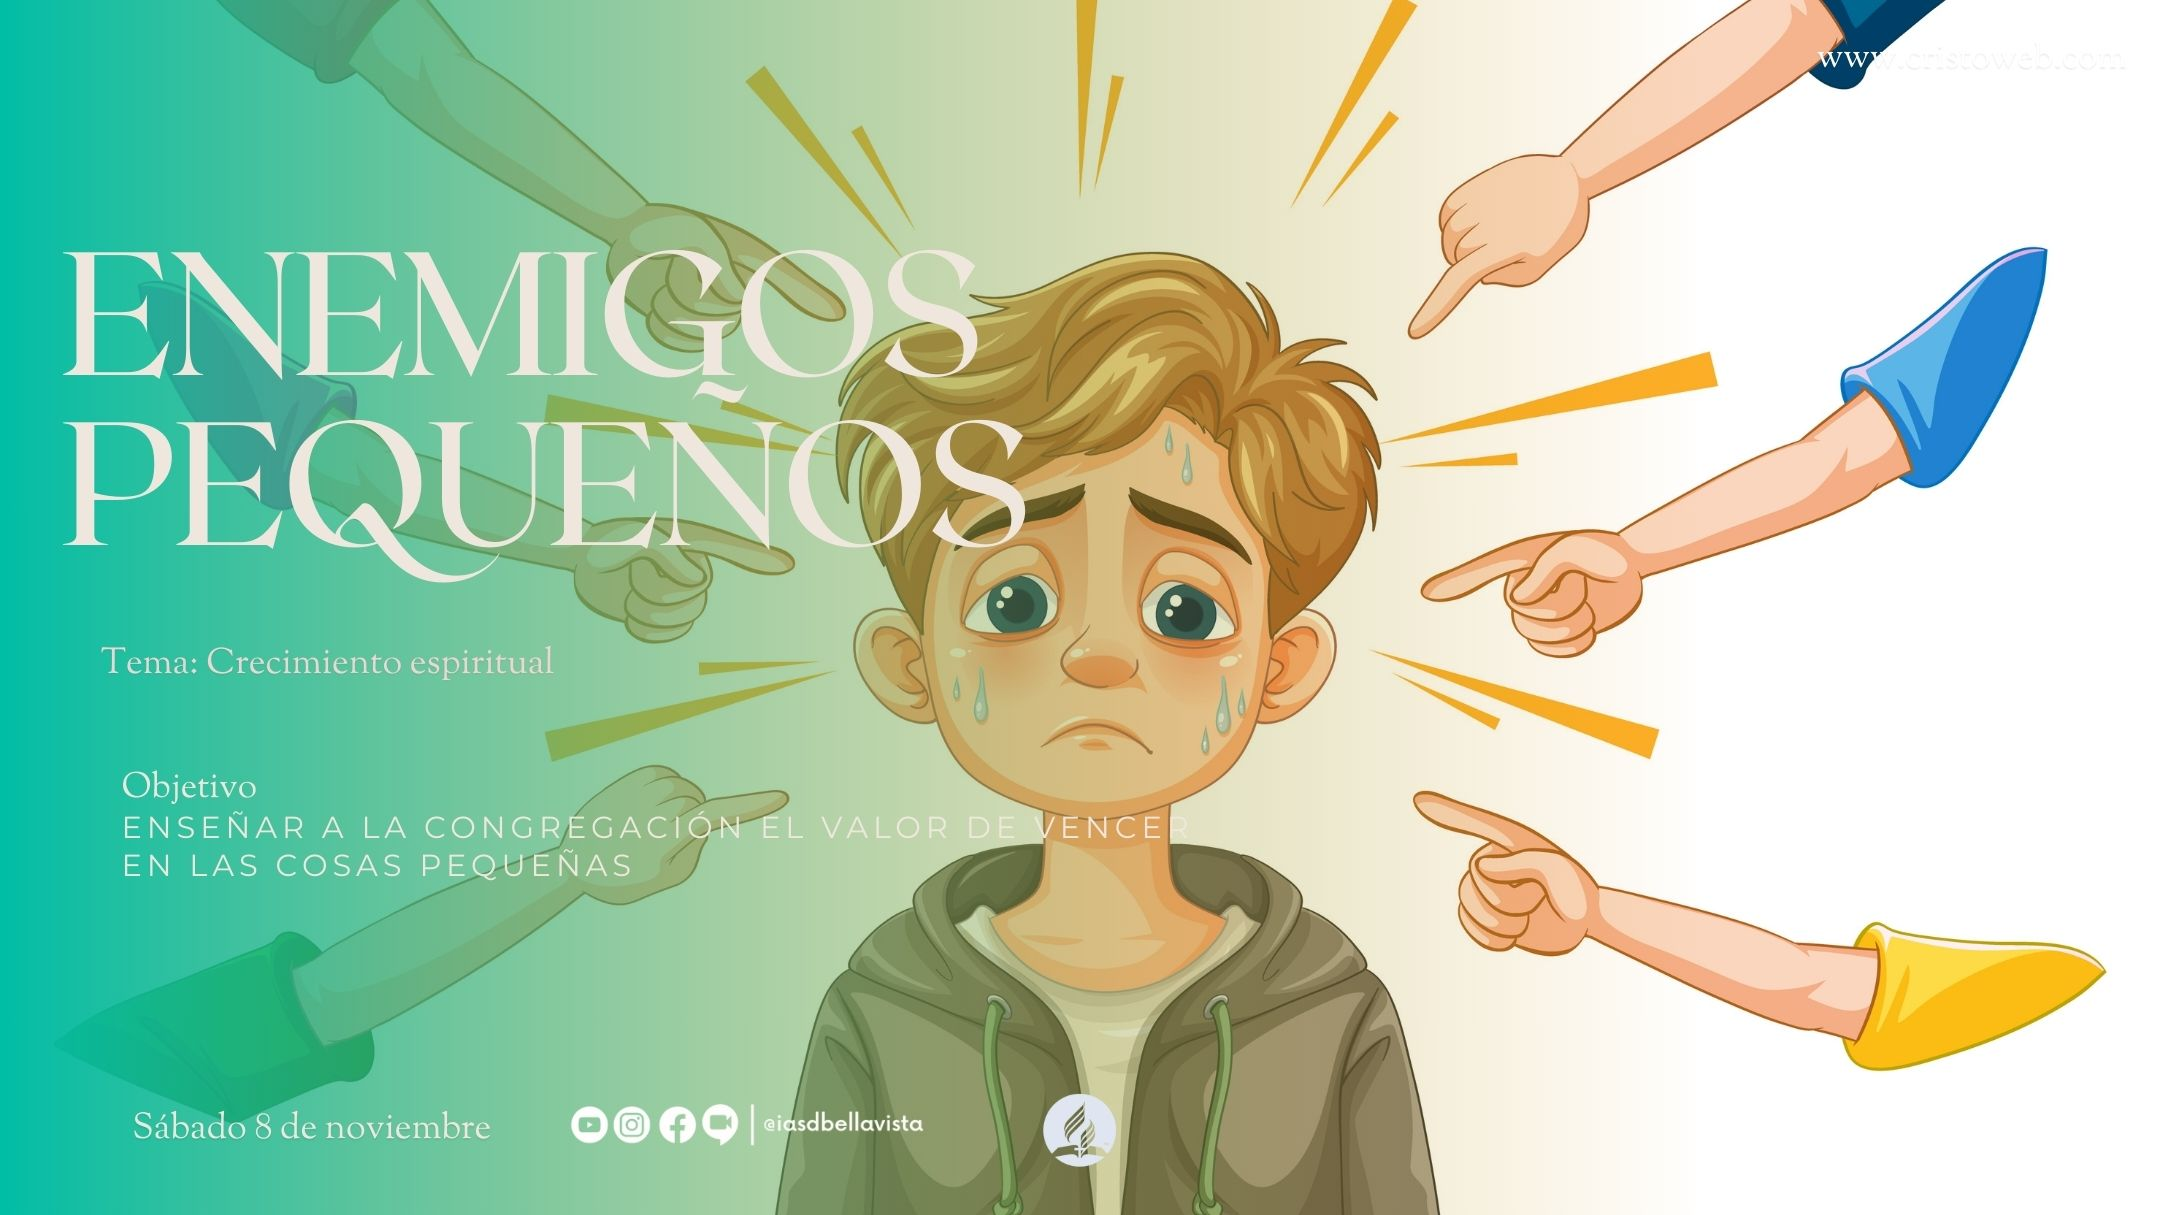 www.cristoweb.com
ENEMIGOS
PEQUEÑOS
Tema: Crecimiento espiritual
Objetivo
ENSEÑAR A LA CONGREGACIÓN EL VALOR DE VENCER
EN LAS COSAS PEQUEÑAS
Sábado 8 de noviembre
@iasdbellavista